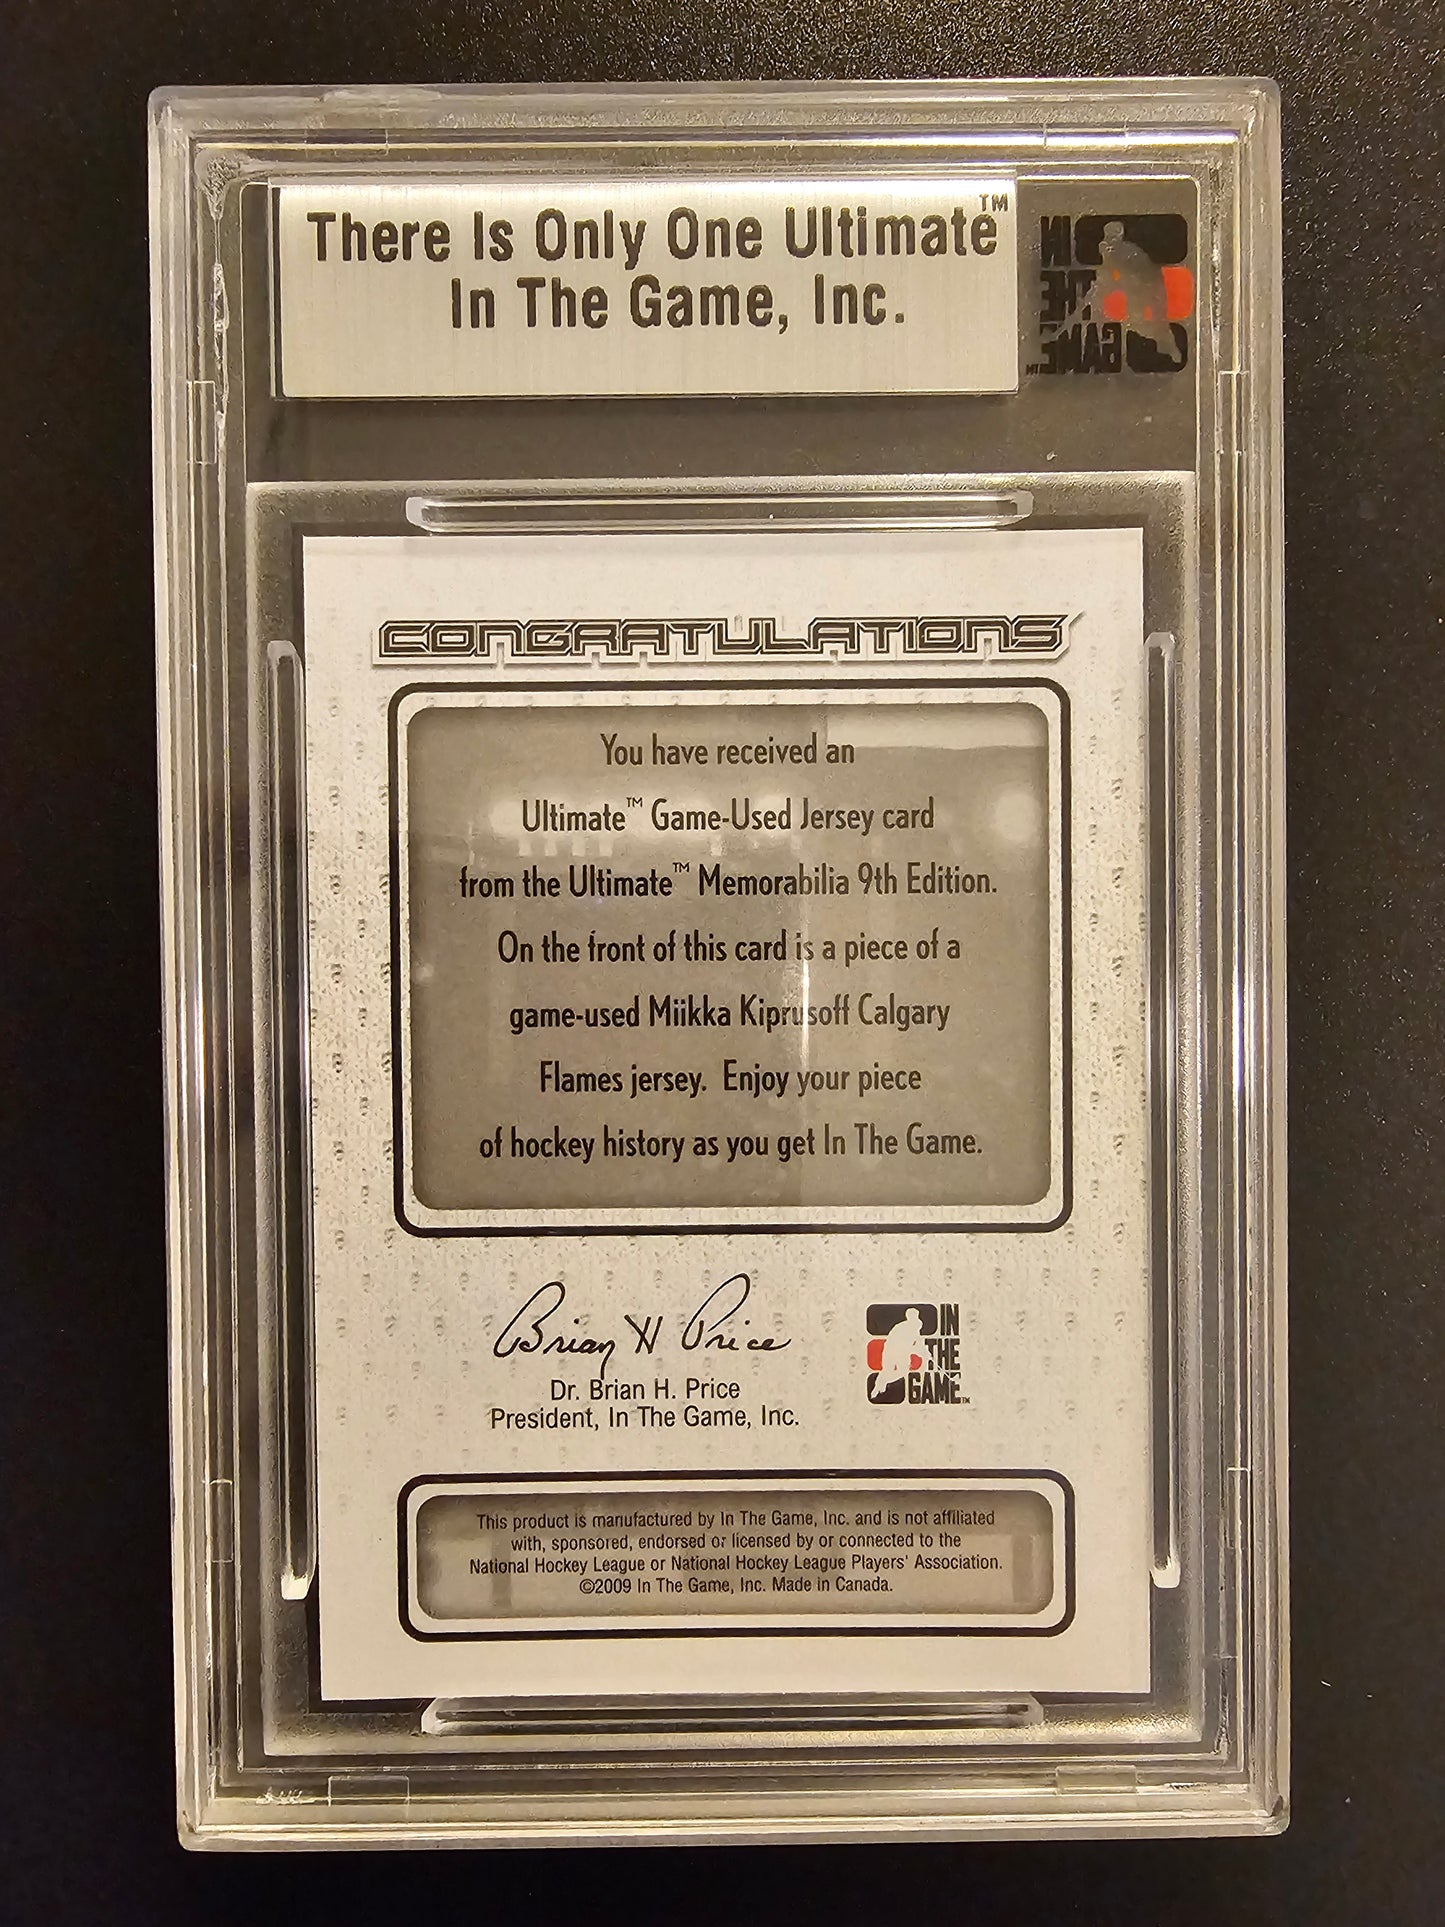 There Is Only One Ultimate™
In The Game, Inc.
IN
THE
GAME™
CONGRATULATIONS
You have received an
Ultimate™ Game-Used Jersey card
from the Ultimate™ Memorabilia 9th Edition.
On the front of this card is a piece of a
game-used Miikka Kiprusoff Calgary
Flames jersey. Enjoy your piece
of hockey history as you get In The Game.
Brian H Price
Dr. Brian H. Price
President, In The Game, Inc.
IN
THE
GAME™
This product is manufactured by In The Game, Inc. and is not affiliated
with, sponsored, endorsed or licensed by or connected to the
National Hockey League or National Hockey League Players' Association.
©2009 In The Game, Inc. Made in Canada.